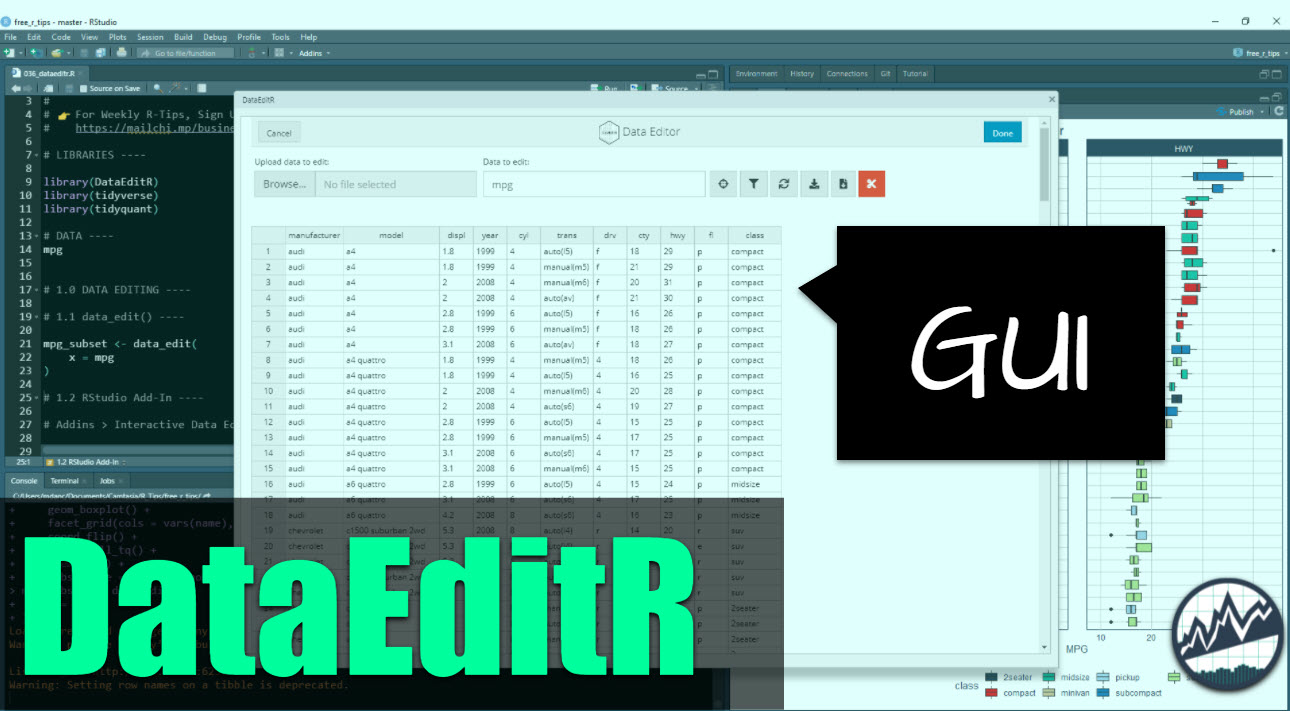 free_r_tips - master - RStudio
File Edit Code View Plots Session Build Debug Profile Tools Help
Go to file/function Addins free_r_tips
036_dataeditr.R
Source on Save Run Source
3 #
4 # 👉 For Weekly R-Tips, Sign U
5 # https://mailchi.mp/busine
6
7 # LIBRARIES ----
8
9 library(DataEditR)
10 library(tidyverse)
11 library(tidyquant)
12
13 # DATA ----
14 mpg
15
16
17 # 1.0 DATA EDITING ----
18
19 # 1.1 data_edit() ----
20
21 mpg_subset <- data_edit(
22 x = mpg
23 )
24
25 # 1.2 RStudio Add-In ----
26
27 # Addins > Interactive Data Ed
28
29
25:1 1.2 RStudio Add-In
Console Terminal Jobs
C:/Users/mdanc/Documents/Camtasia/R_Tips/free_r_tips/
+ geom_boxplot() +
+ facet_grid(cols = vars(name),
Warning: Setting row names on a tibble is deprecated.
DataEditR
Cancel Data Editor Done
Upload data to edit: Data to edit:
Browse... No file selected mpg
manufacturer model displ year cyl trans drv cty hwy fl class
1 audi a4 1.8 1999 4 auto(l5) f 18 29 p compact
2 audi a4 1.8 1999 4 manual(m5) f 21 29 p compact
3 audi a4 2 2008 4 manual(m6) f 20 31 p compact
4 audi a4 2 2008 4 auto(av) f 21 30 p compact
5 audi a4 2.8 1999 6 auto(l5) f 16 26 p compact
6 audi a4 2.8 1999 6 manual(m5) f 18 26 p compact
7 audi a4 3.1 2008 6 auto(av) f 18 27 p compact
8 audi a4 quattro 1.8 1999 4 manual(m5) 4 18 26 p compact
9 audi a4 quattro 1.8 1999 4 auto(l5) 4 16 25 p compact
10 audi a4 quattro 2 2008 4 manual(m6) 4 20 28 p compact
11 audi a4 quattro 2 2008 4 auto(s6) 4 19 27 p compact
12 audi a4 quattro 2.8 1999 6 auto(l5) 4 15 25 p compact
13 audi a4 quattro 2.8 1999 6 manual(m5) 4 17 25 p compact
14 audi a4 quattro 3.1 2008 6 auto(s6) 4 17 25 p compact
15 audi a4 quattro 3.1 2008 6 manual(m6) 4 15 25 p compact
16 audi a6 quattro 2.8 1999 6 auto(l5) 4 15 24 p midsize
17 audi a6 quattro 3.1 2008 6 auto(s6) 4 17 25 p midsize
18 audi a6 quattro 4.2 2008 8 auto(s6) 4 16 23 p midsize
19 chevrolet c1500 suburban 2wd 5.3 2008 8 auto(l4) r 14 20 r suv
20 chevrolet 5.3 e suv
r suv
r suv
p 2seater
p 2seater
p 2seater
Environment History Connections Git Tutorial
Publish
HWY
10 20
MPG
class 2seater midsize pickup
compact minivan subcompact
GUI
DataEditR